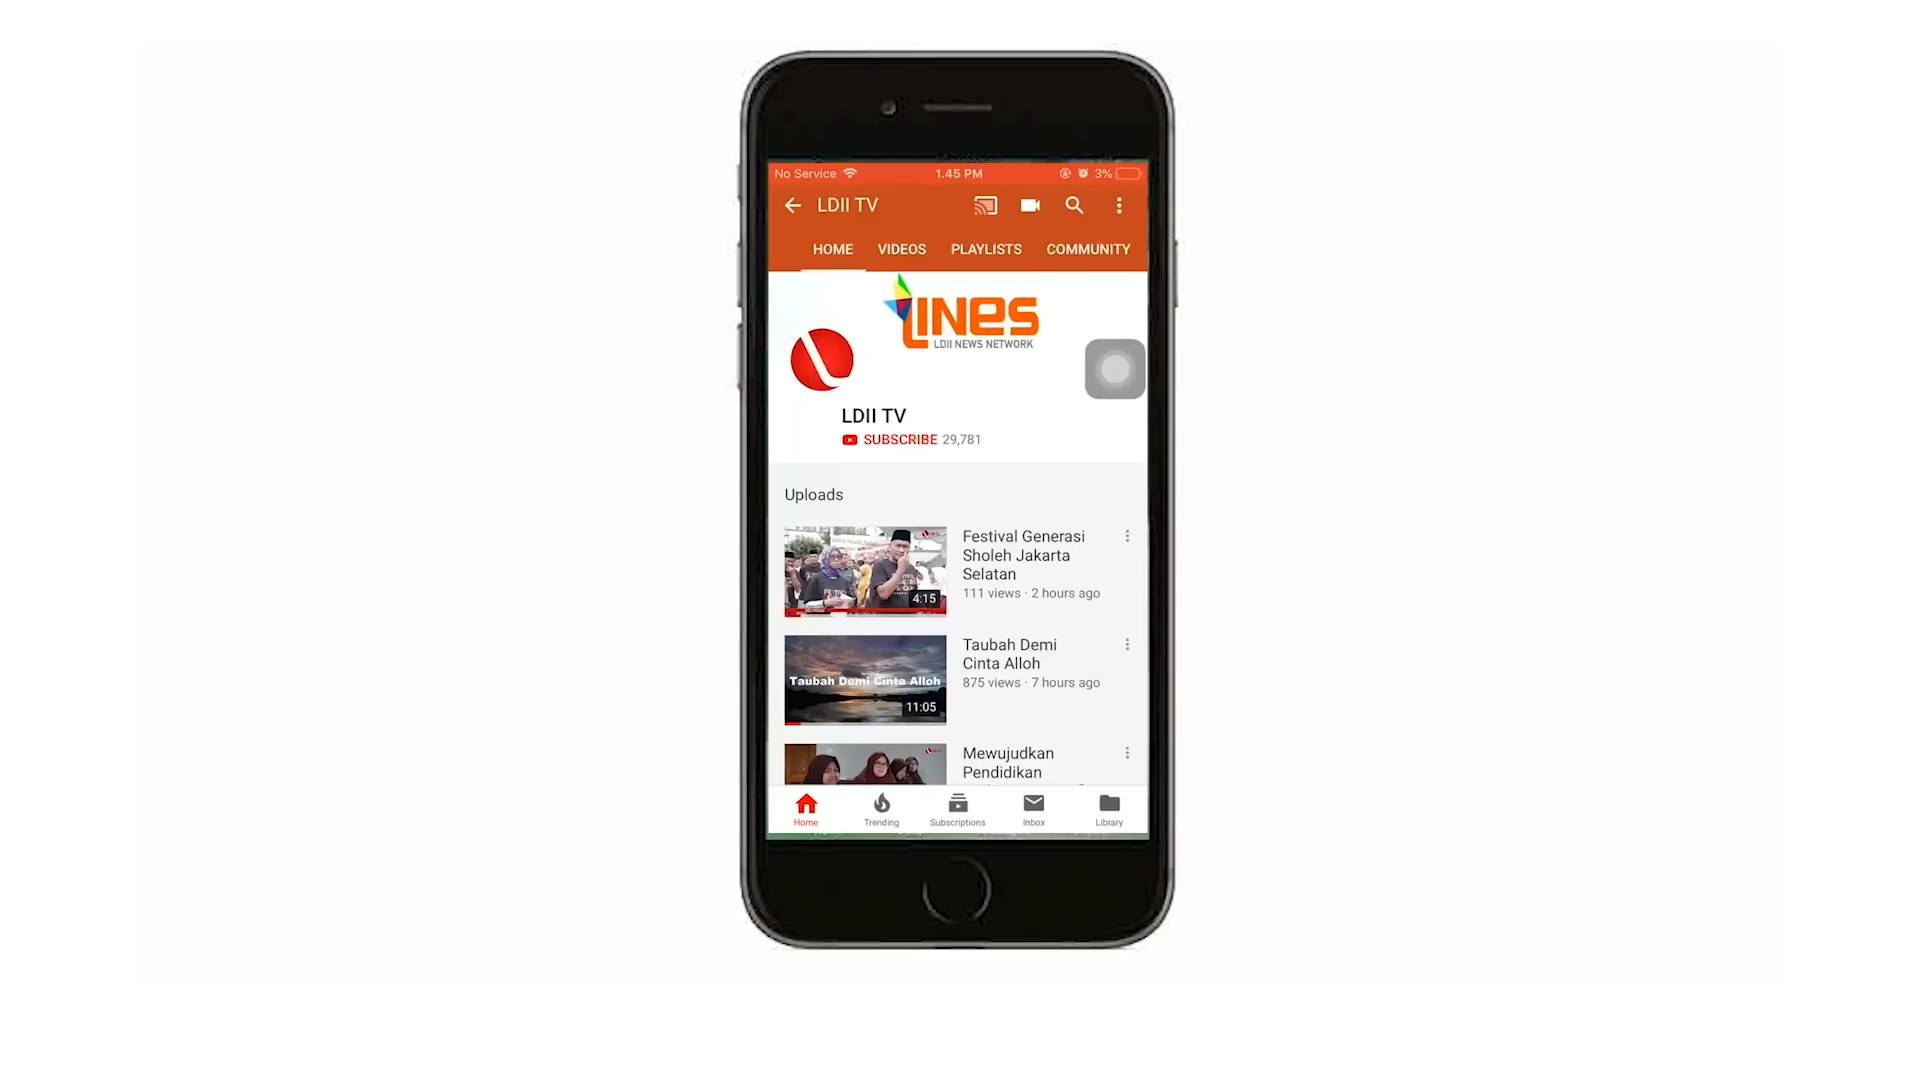 No Service 1.45 PM 3%
LDII TV
HOME VIDEOS PLAYLISTS COMMUNITY
LINES
LDII NEWS NETWORK
LDII TV
SUBSCRIBE 29,781
Uploads
Festival Generasi
Sholeh Jakarta
Selatan
111 views · 2 hours ago
4:15
Taubah Demi
Cinta Alloh
875 views · 7 hours ago
Taubah Demi Cinta Alloh
11:05
Mewujudkan
Pendidikan
Home Trending Subscriptions Inbox Library